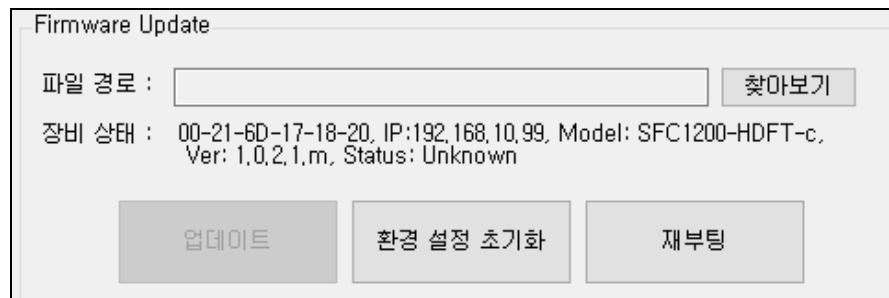 Firmware Update
파일 경로 : 찾아보기
장비 상태 : 00-21-6D-17-18-20, IP:192,168,10,99, Model: SFC1200-HDFT-c,
Ver: 1,0,2,1,m, Status: Unknown
업데이트 환경 설정 초기화 재부팅